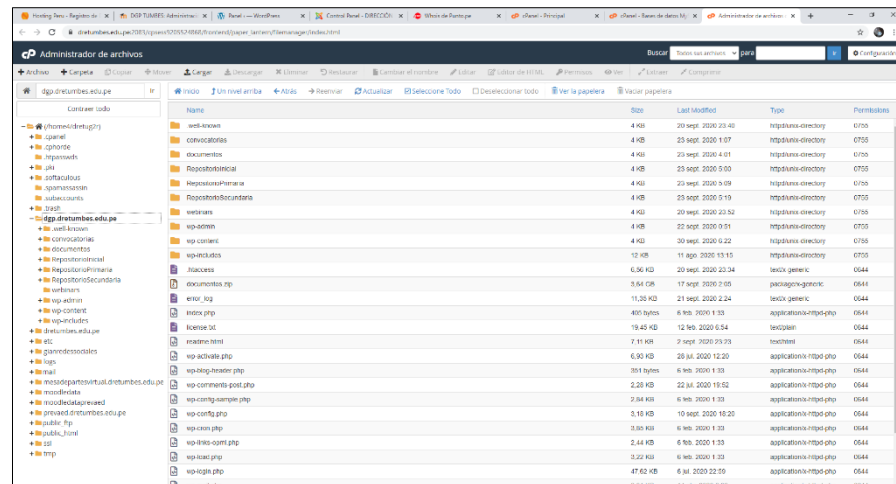 Hosting Peru - Registro de D
DGP TUMBES: Administrac
Panel — WordPress
Control Panel - DIRECCIÓN
Whois de Punto.pe
cPanel - Principal
cPanel - Bases de datos My
Administrador de archivos
Administrador de archivos
Buscar Todos sus archivos para Ir Configuración
Archivo Carpeta Copiar Mover Cargar Descargar Eliminar Restaurar Cambiar el nombre Editar Editor de HTML Permisos Ver Extraer Comprimir
dgp.dretumbes.edu.pe Ir
Inicio Un nivel arriba Atrás Reenviar Actualizar Seleccione Todo Deseleccionar todo Ver la papelera Vaciar papelera
Contraer todo
(/home4/dretug2r)
.cpanel
.cphorde
.htpasswds
.pki
.softaculous
.spamassassin
.subaccounts
.trash
dgp.dretumbes.edu.pe
.well-known
convocatorias
documentos
RepositorioInicial
RepositorioPrimaria
RepositorioSecundaria
webinars
wp-admin
wp-content
wp-includes
dretumbes.edu.pe
etc
gianredessociales
logs
mail
mesadepartesvirtual.dretumbes.edu.pe
moodledata
moodledataprevaed
prevaed.dretumbes.edu.pe
public_ftp
public_html
ssl
tmp
Name Size Last Modified Type Permissions
.well-known 4 KB 20 sept. 2020 23:40 httpd/unix-directory 0755
convocatorias 4 KB 23 sept. 2020 1:07 httpd/unix-directory 0755
documentos 4 KB 23 sept. 2020 4:01 httpd/unix-directory 0755
RepositorioInicial 4 KB 23 sept. 2020 5:00 httpd/unix-directory 0755
RepositorioPrimaria 4 KB 23 sept. 2020 5:09 httpd/unix-directory 0755
RepositorioSecundaria 4 KB 23 sept. 2020 5:19 httpd/unix-directory 0755
webinars 4 KB 20 sept. 2020 23:52 httpd/unix-directory 0755
wp-admin 4 KB 22 sept. 2020 0:51 httpd/unix-directory 0755
wp-content 4 KB 30 sept. 2020 6:22 httpd/unix-directory 0755
wp-includes 12 KB 11 ago. 2020 13:15 httpd/unix-directory 0755
.htaccess 6,56 KB 20 sept. 2020 23:34 text/x-generic 0644
documentos.zip 3,64 GB 17 sept. 2020 2:05 package/x-generic 0644
error_log 11,35 KB 21 sept. 2020 2:24 text/x-generic 0644
index.php 405 bytes 6 feb. 2020 1:33 application/x-httpd-php 0644
license.txt 19,45 KB 12 feb. 2020 6:54 text/plain 0644
readme.html 7,11 KB 2 sept. 2020 23:23 text/html 0644
wp-activate.php 6,93 KB 28 jul. 2020 12:20 application/x-httpd-php 0644
wp-blog-header.php 351 bytes 6 feb. 2020 1:33 application/x-httpd-php 0644
wp-comments-post.php 2,28 KB 22 jul. 2020 19:52 application/x-httpd-php 0644
wp-config-sample.php 2,84 KB 6 feb. 2020 1:33 application/x-httpd-php 0644
wp-config.php 3,18 KB 10 sept. 2020 18:20 application/x-httpd-php 0644
wp-cron.php 3,85 KB 6 feb. 2020 1:33 application/x-httpd-php 0644
wp-links-opml.php 2,44 KB 6 feb. 2020 1:33 application/x-httpd-php 0644
wp-load.php 3,22 KB 6 feb. 2020 1:33 application/x-httpd-php 0644
wp-login.php 47,62 KB 6 jul. 2020 22:59 application/x-httpd-php 0644